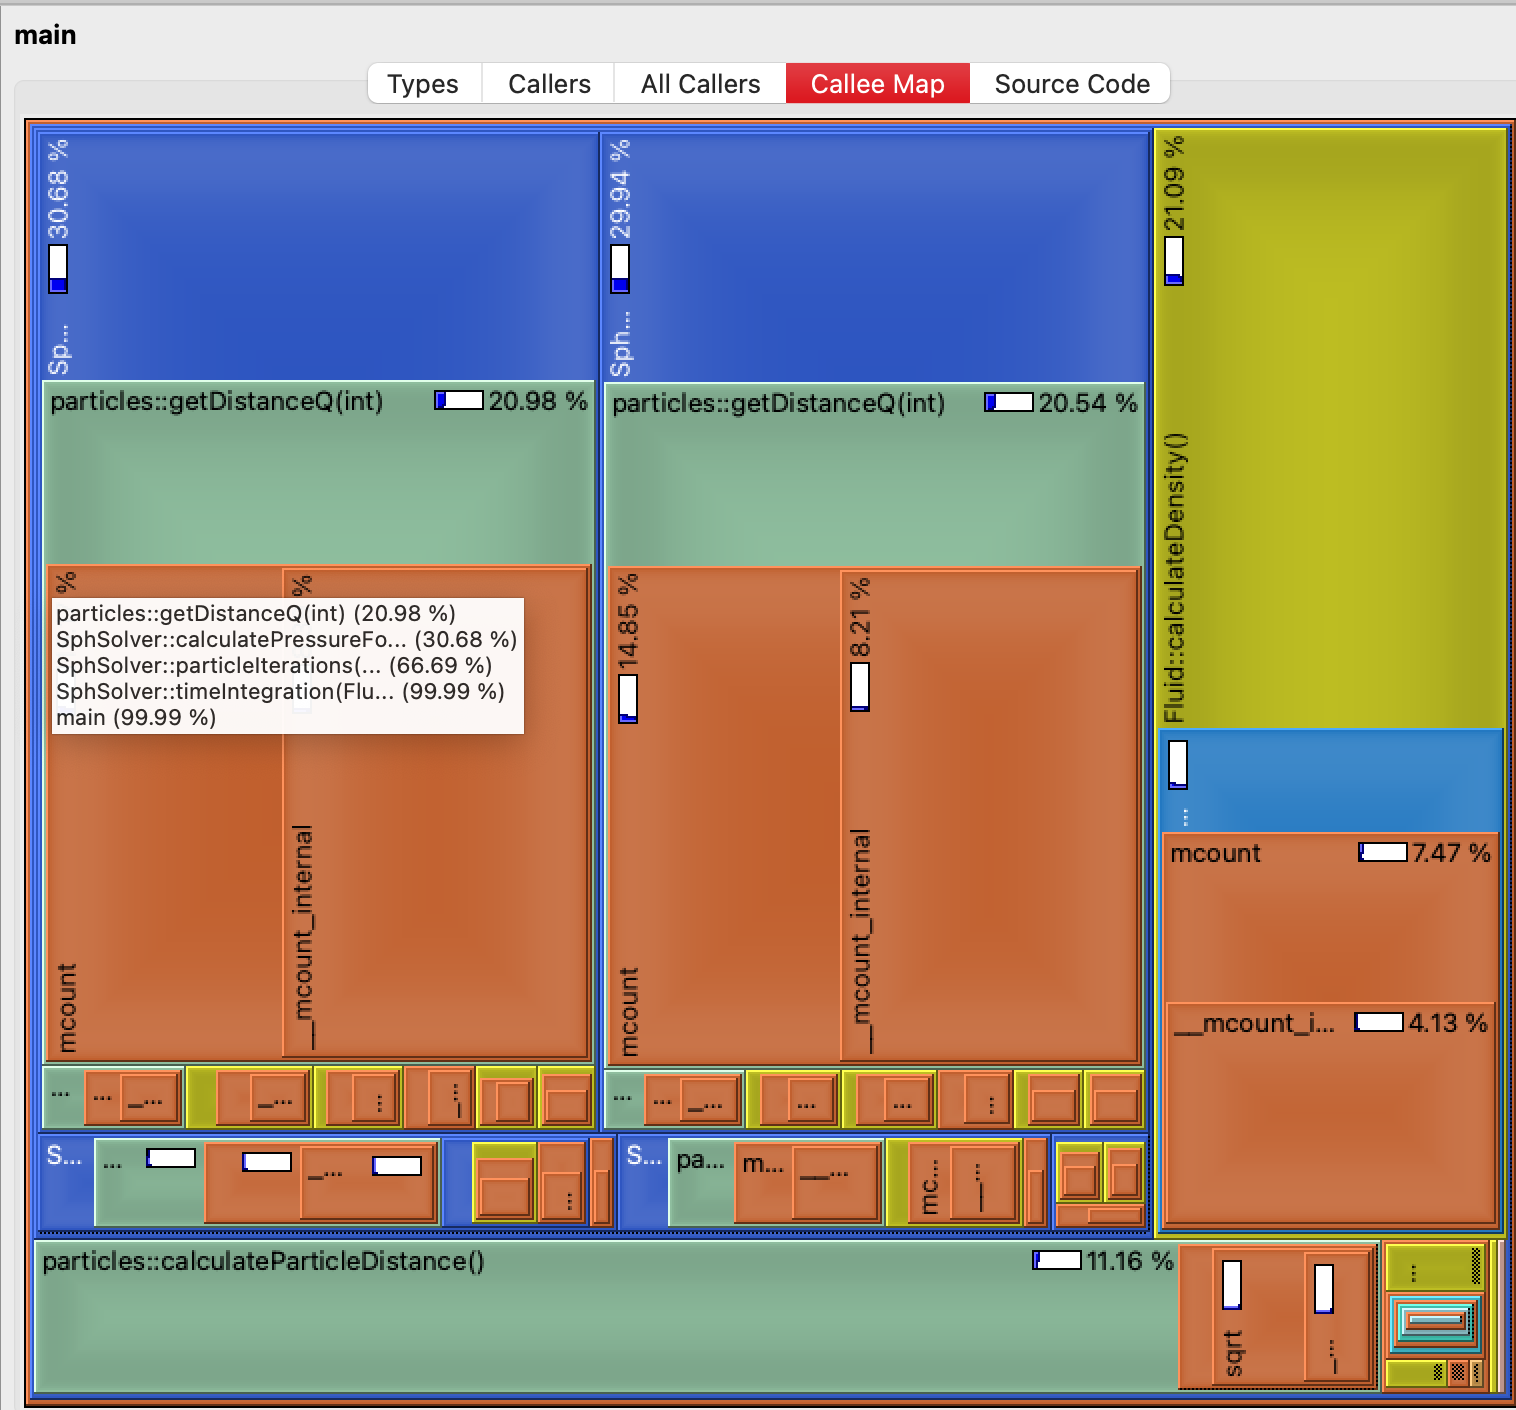 main
Types Callers All Callers Callee Map Source Code
Sp... 30.68 %
Sph... 29.94 %
Fluid::calculateDensity() 21.09 %
particles::getDistanceQ(int) 20.98 %
particles::getDistanceQ(int) 20.54 %
mcount %
__mcount_internal %
particles::getDistanceQ(int) (20.98 %)
SphSolver::calculatePressureFo... (30.68 %)
SphSolver::particleIterations(... (66.69 %)
SphSolver::timeIntegration(Flu... (99.99 %)
main (99.99 %)
mcount 14.85 %
__mcount_internal 8.21 %
...
mcount 7.47 %
__mcount_i... 4.13 %
... ... _... _... ... ..._
... ... _... ... ... ...
S... ... _... ...
S... pa... m... __... mc... ..._
particles::calculateParticleDistance() 11.16 %
sqrt
_...
...